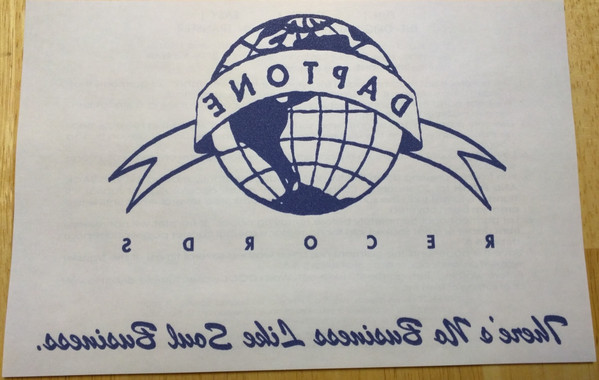 DAPTONE
RECORDS
There's No Business Like Soul Business.